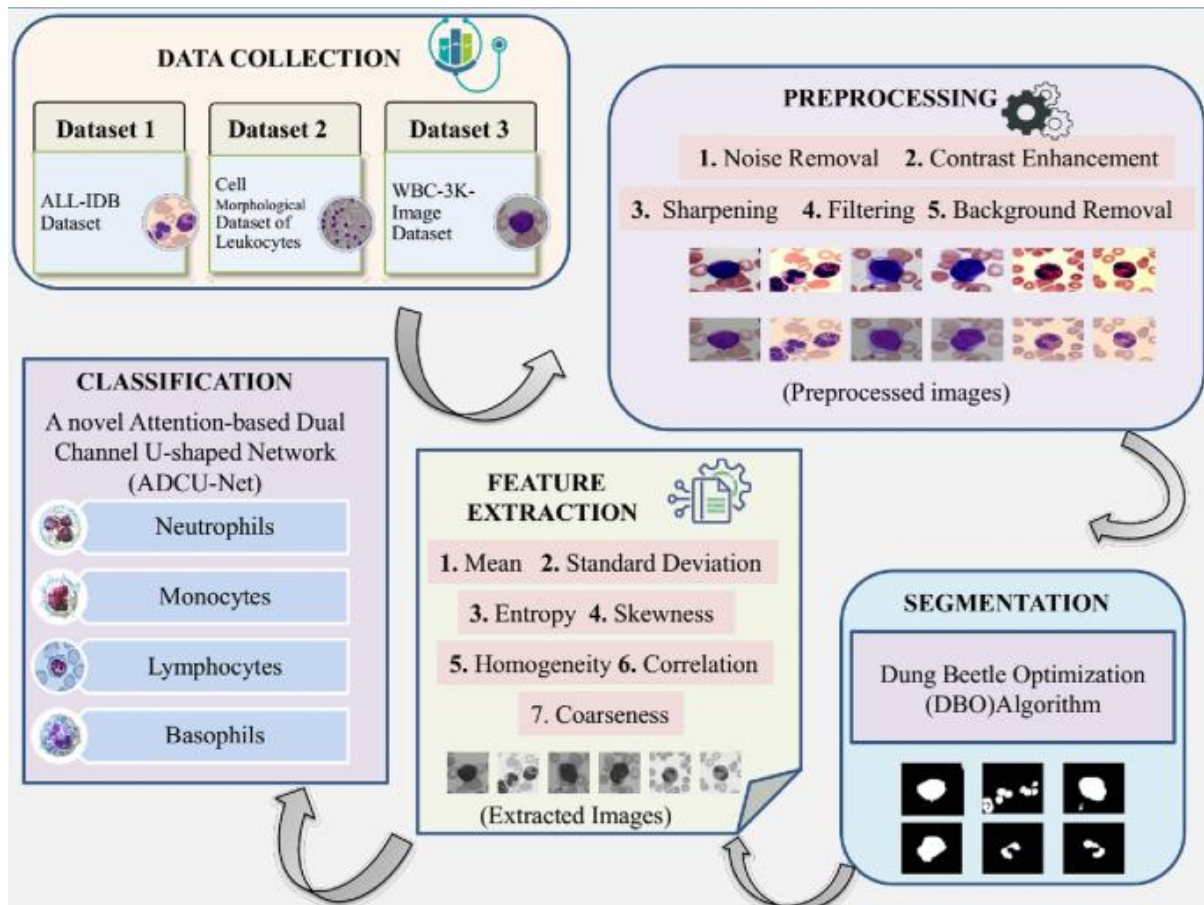 DATA COLLECTION
Dataset 1
ALL-IDB
Dataset
Dataset 2
Cell
Morphological
Dataset of
Leukocytes
Dataset 3
WBC-3K-
Image
Dataset
PREPROCESSING
1. Noise Removal 2. Contrast Enhancement
3. Sharpening 4. Filtering 5. Background Removal
(Preprocessed images)
SEGMENTATION
Dung Beetle Optimization
(DBO)Algorithm
FEATURE
EXTRACTION
1. Mean 2. Standard Deviation
3. Entropy 4. Skewness
5. Homogeneity 6. Correlation
7. Coarseness
(Extracted Images)
CLASSIFICATION
A novel Attention-based Dual
Channel U-shaped Network
(ADCU-Net)
Neutrophils
Monocytes
Lymphocytes
Basophils